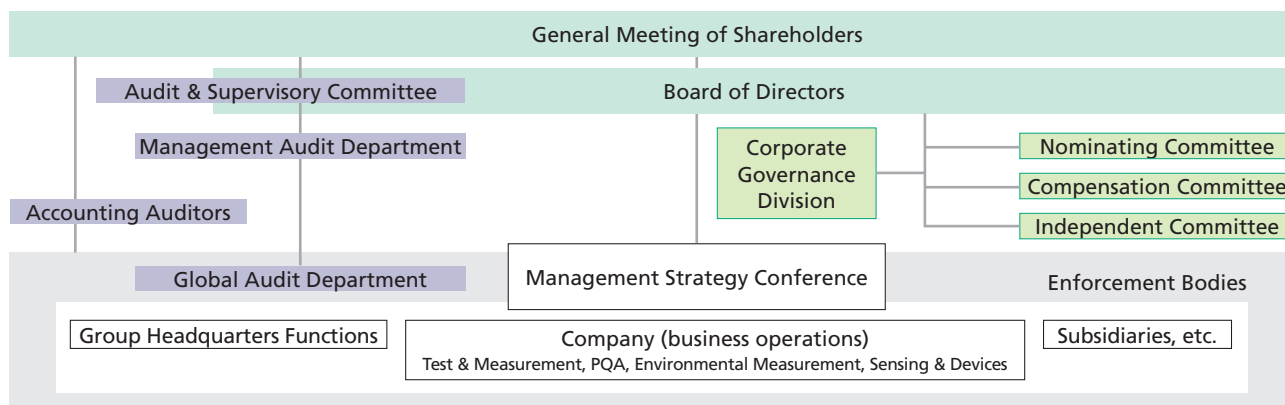 General Meeting of Shareholders
Audit & Supervisory Committee
Board of Directors
Management Audit Department
Corporate
Governance
Division
Nominating Committee
Compensation Committee
Independent Committee
Accounting Auditors
Global Audit Department
Management Strategy Conference
Enforcement Bodies
Group Headquarters Functions
Company (business operations)
Test & Measurement, PQA, Environmental Measurement, Sensing & Devices
Subsidiaries, etc.